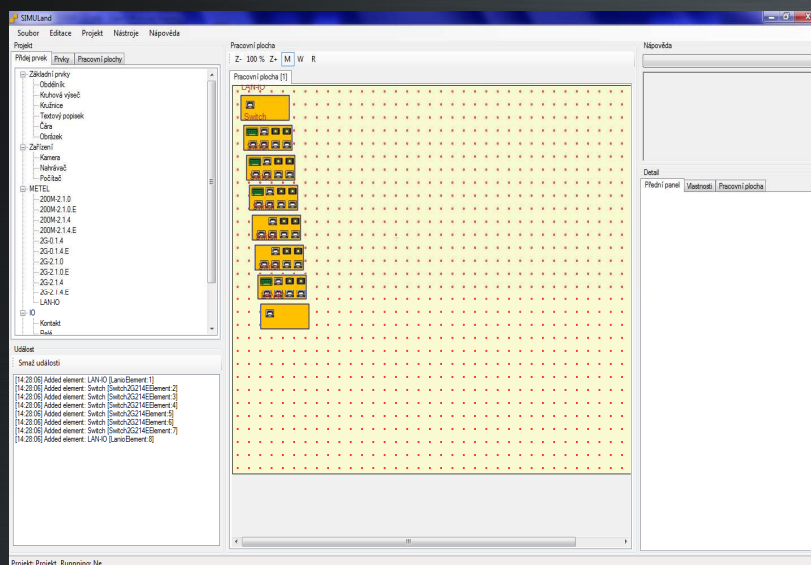 SIMULand
Soubor Editace Projekt Nástroje Nápověda
Projekt
Přidej prvek Prvky Pracovní plochy
Základní prvky
Obdélník
Kruhová výseč
Kružnice
Textový popisek
Čára
Obrázek
Zařízení
Kamera
Nahrávač
Počítač
METEL
200M-2.1.0
200M-2.1.0.E
200M-2.1.4
200M-2.1.4.E
2G-0.1.4
2G-0.1.4.E
2G-2.1.0
2G-2.1.0.E
2G-2.1.4
2G-2.1.4.E
LAN-IO
IO
Kontakt
Relé
Událost
Smaž události
[14:28:06] Added element: LAN-IO [LanioElement:1]
[14:28:06] Added element: Switch [Switch2G214EElement:2]
[14:28:06] Added element: Switch [Switch2G214EElement:3]
[14:28:06] Added element: Switch [Switch2G214EElement:4]
[14:28:06] Added element: Switch [Switch2G214EElement:5]
[14:28:06] Added element: Switch [Switch2G214EElement:6]
[14:28:06] Added element: Switch [Switch2G214EElement:7]
[14:28:06] Added element: LAN-IO [LanioElement:8]
Pracovní plocha
Z- 100 % Z+ M W R
Pracovní plocha [1]
LAN-IO
Switch
Nápověda
Detail
Přední panel Vlastnosti Pracovní plocha
Projekt: Projekt, Runnning: Ne